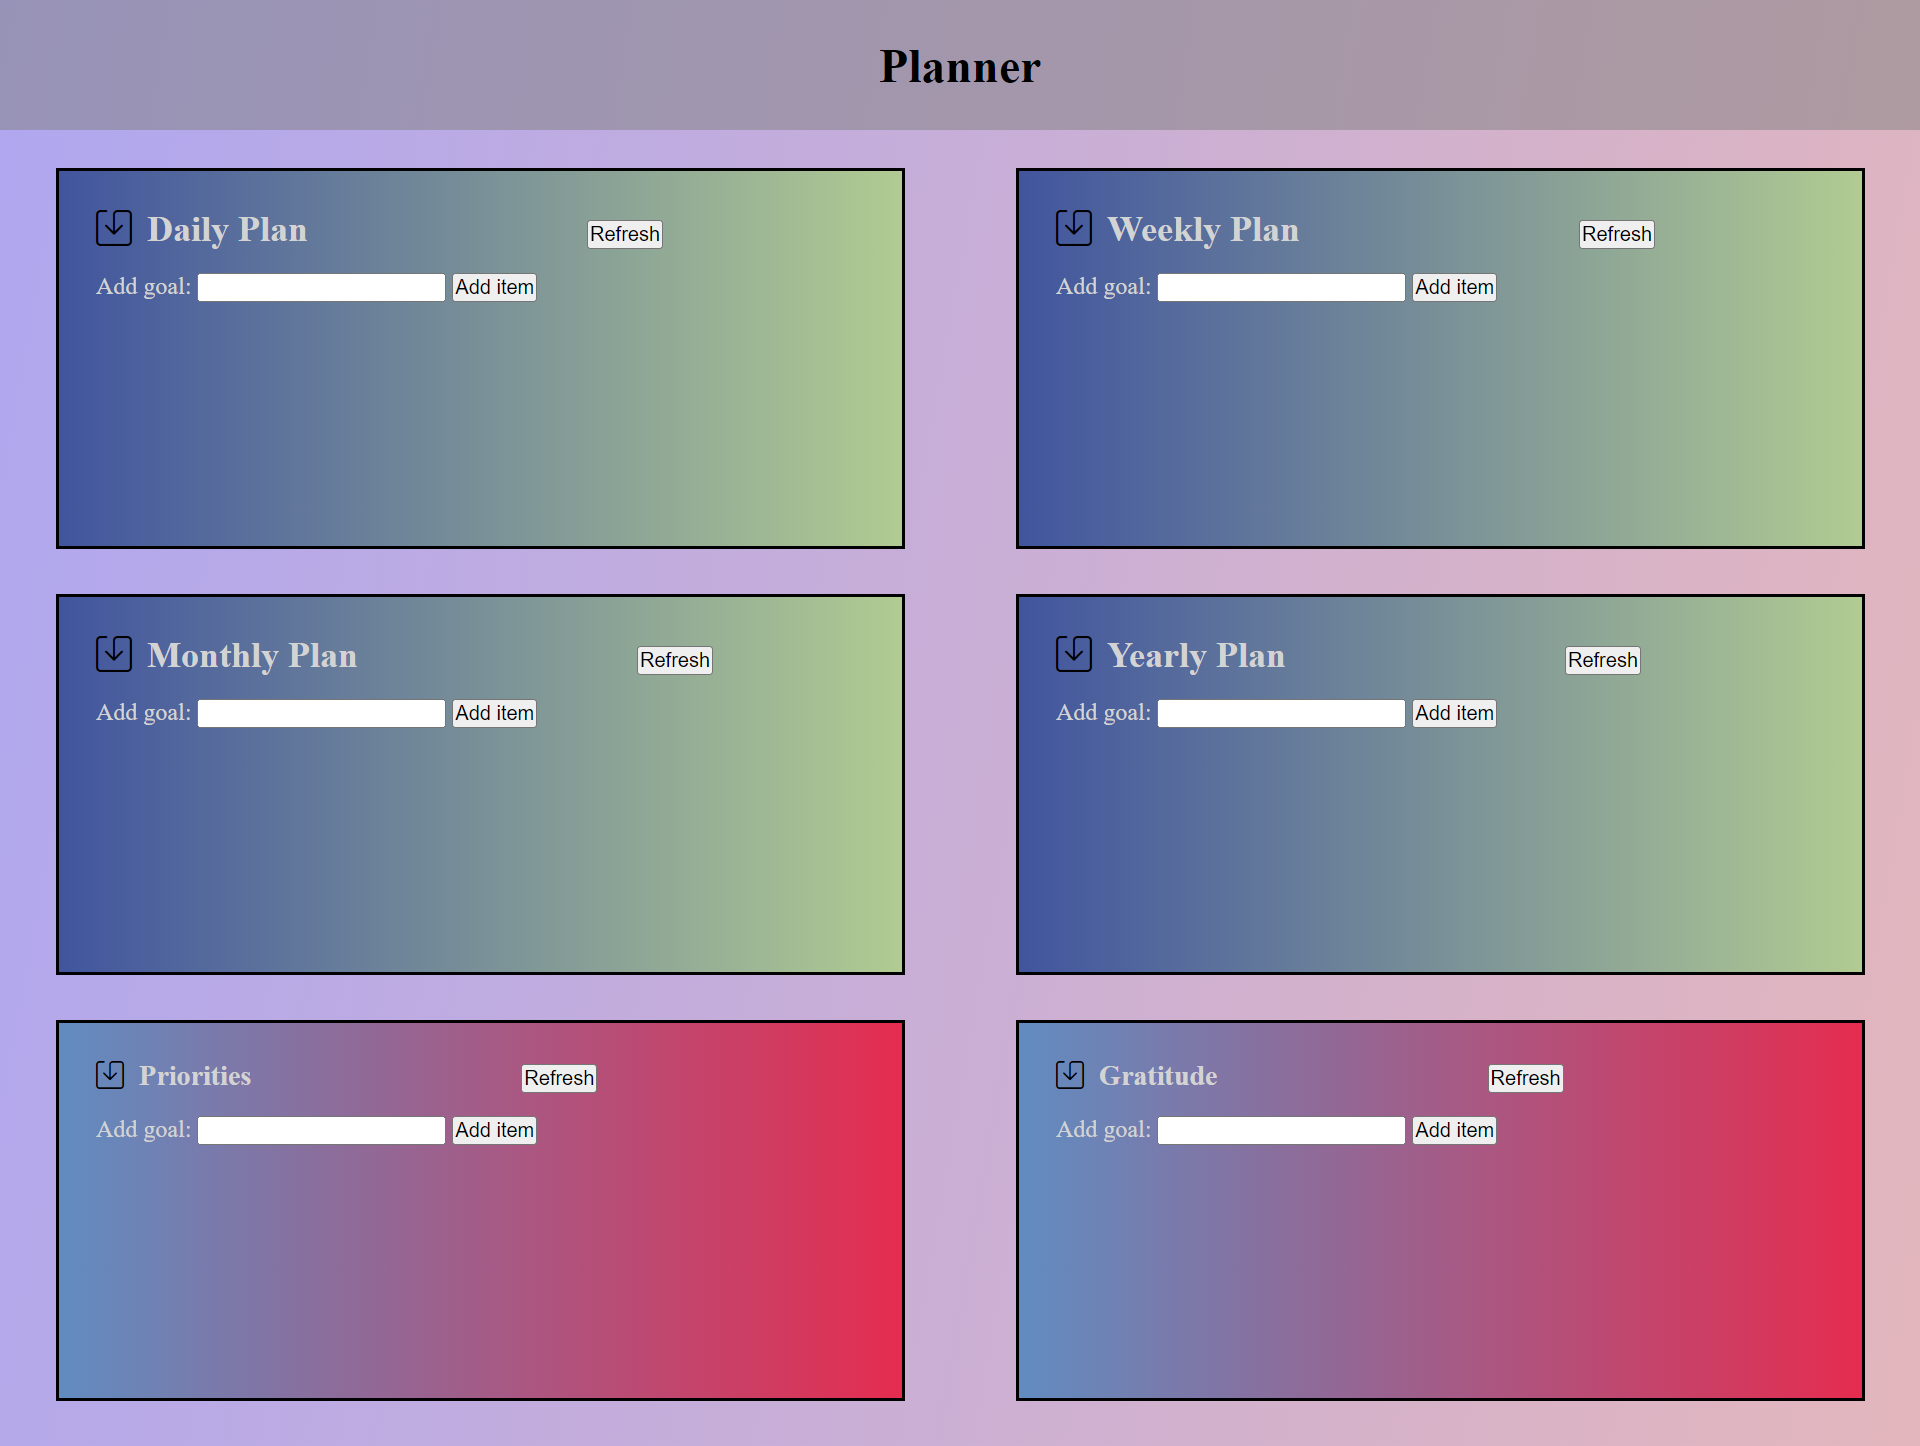 Planner
Daily Plan Refresh
Add goal: Add item
Weekly Plan Refresh
Add goal: Add item
Monthly Plan Refresh
Add goal: Add item
Yearly Plan Refresh
Add goal: Add item
Priorities Refresh
Add goal: Add item
Gratitude Refresh
Add goal: Add item